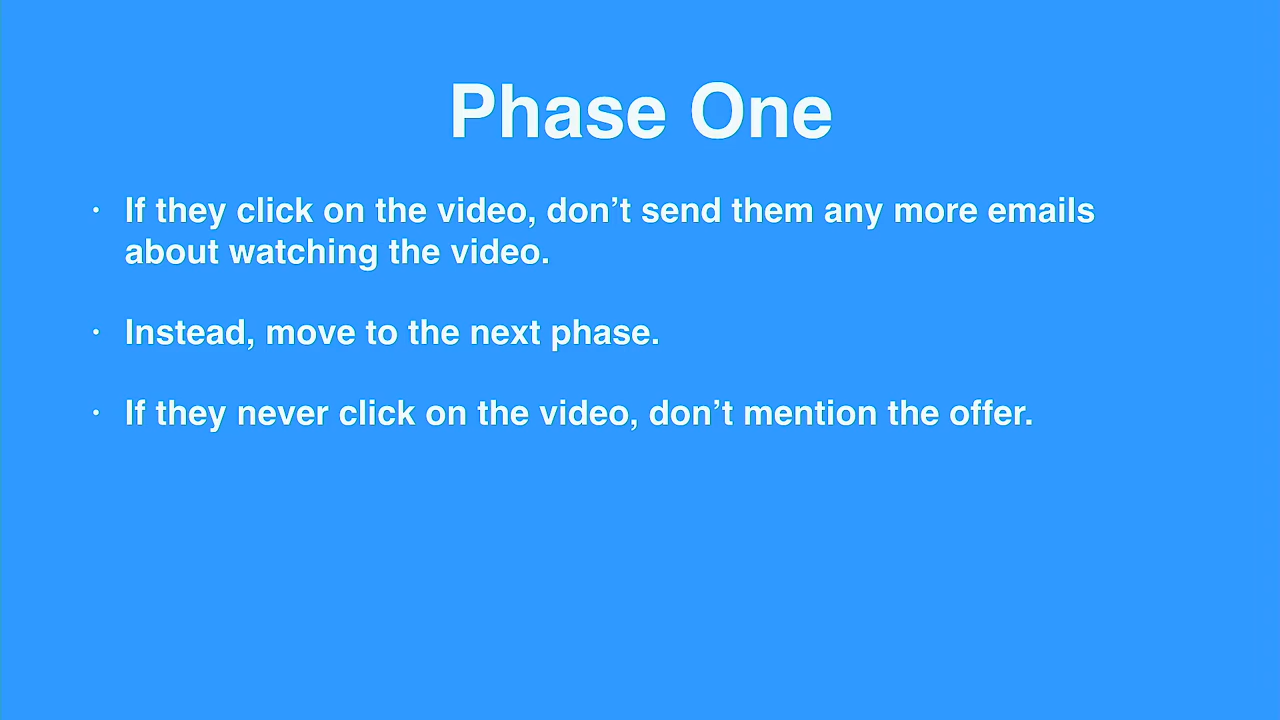 Phase One
· If they click on the video, don’t send them any more emails
about watching the video.
· Instead, move to the next phase.
· If they never click on the video, don’t mention the offer.